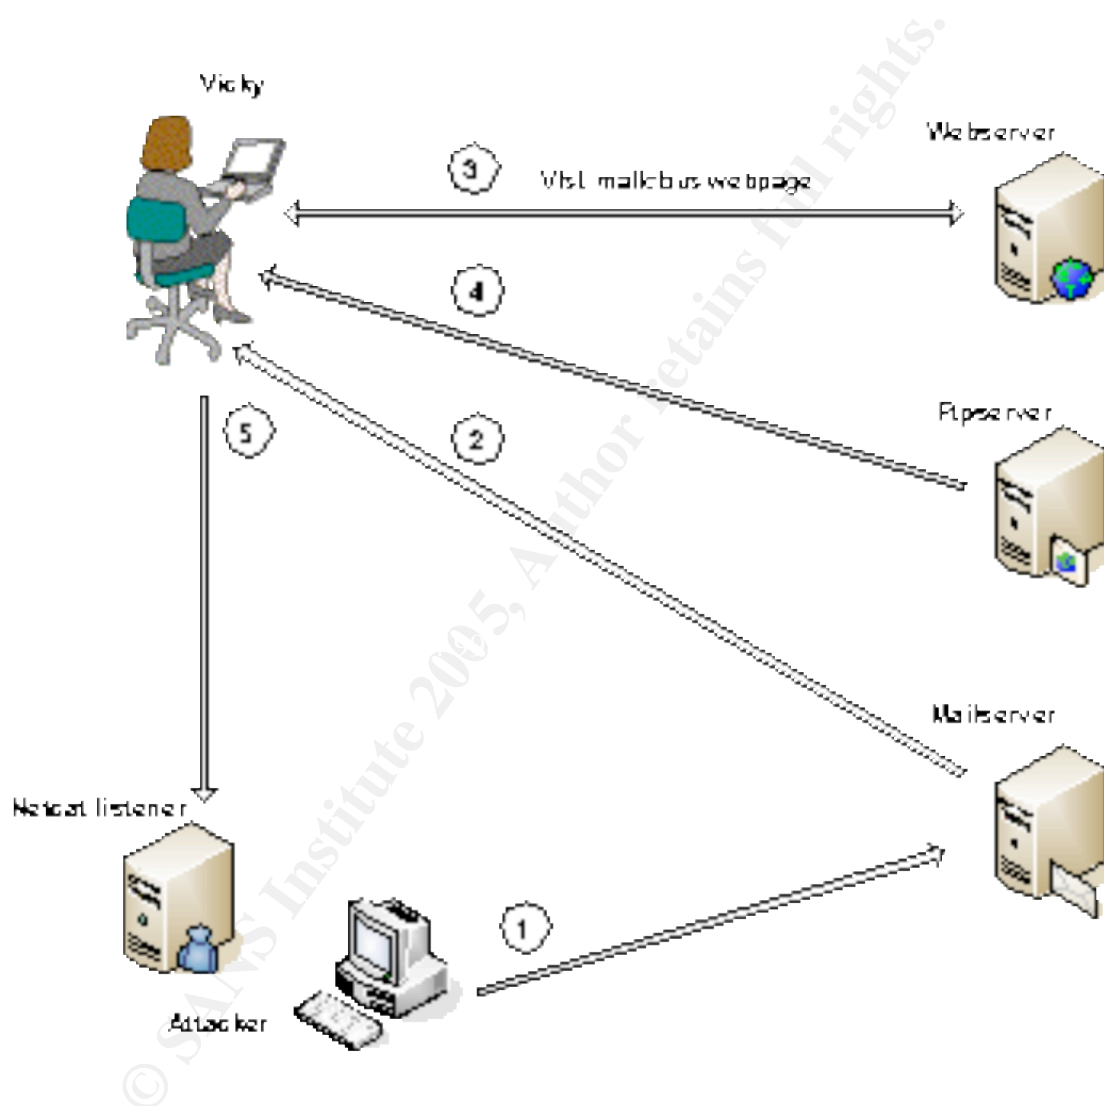 Vicky
Webserver
3
Visit malicious webpage
4
Ftpserver
5
2
Mailserver
Netcat listener
1
Attacker
© SANS Institute 2005, Author retains full rights.